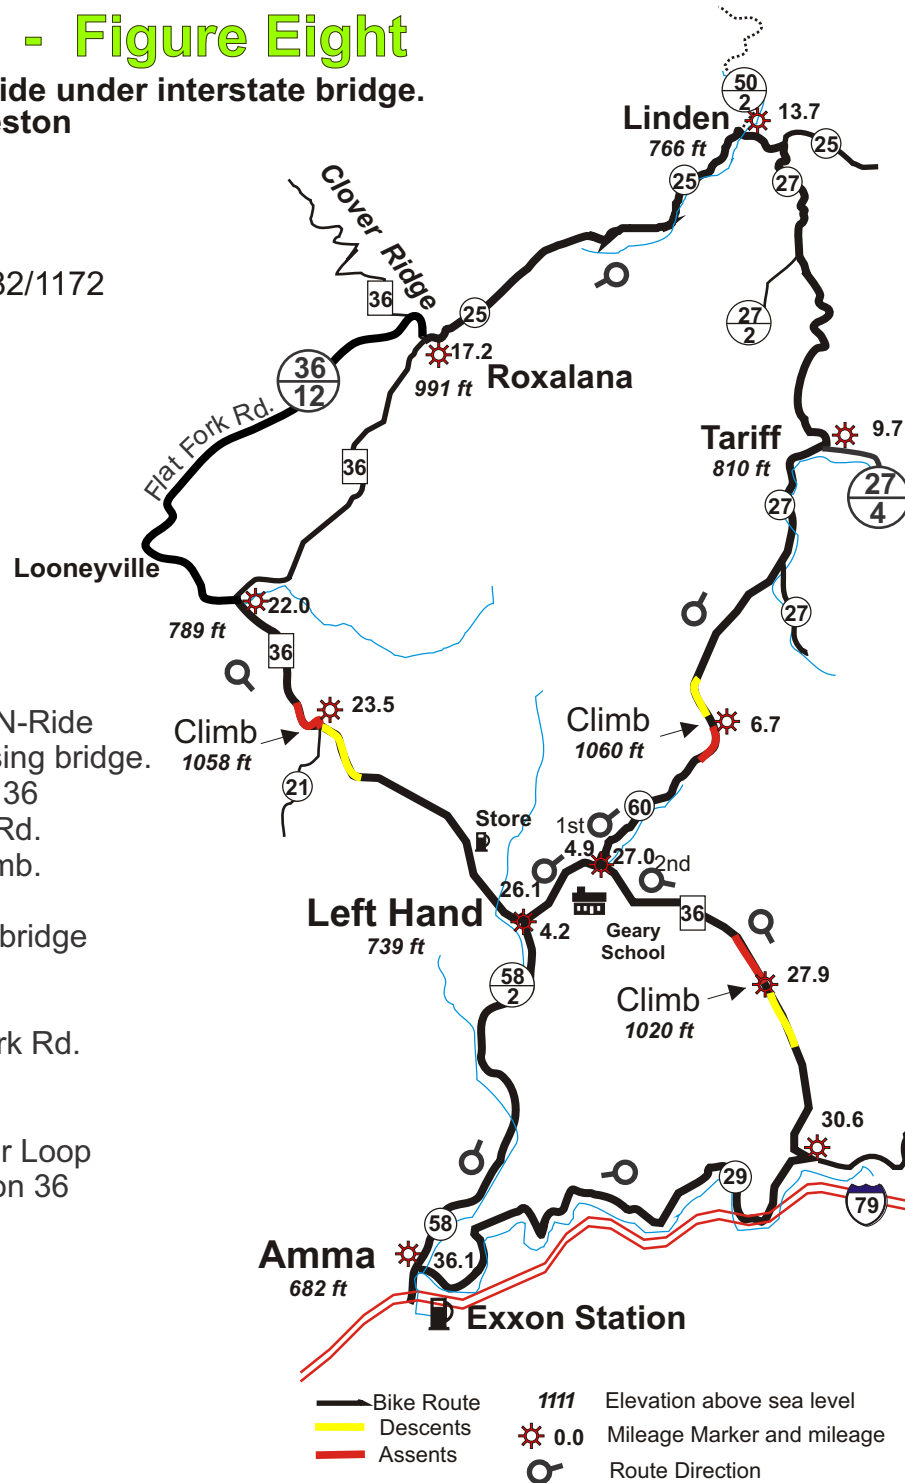 - Figure Eight
ide under interstate bridge.
eston
32/1172
50
2
13.7
Linden
766 ft
25
25
27
Clover Ridge
36
25
27
2
17.2
991 ft
Roxalana
36
12
Flat Fork Rd.
36
Tariff
810 ft
9.7
27
4
27
Looneyville
22.0
789 ft
27
36
N-Ride
sing bridge.
36
Rd.
mb.
bridge
rk Rd.
r Loop
on 36
23.5
Climb
1058 ft
21
Climb
1060 ft
6.7
60
Store
1st
4.9
27.0
2nd
26.1
Left Hand
739 ft
4.2
Geary
School
36
58
2
27.9
Climb
1020 ft
30.6
29
79
58
Amma
682 ft
36.1
Exxon Station
Bike Route
Descents
Assents
1111 Elevation above sea level
0.0 Mileage Marker and mileage
Route Direction